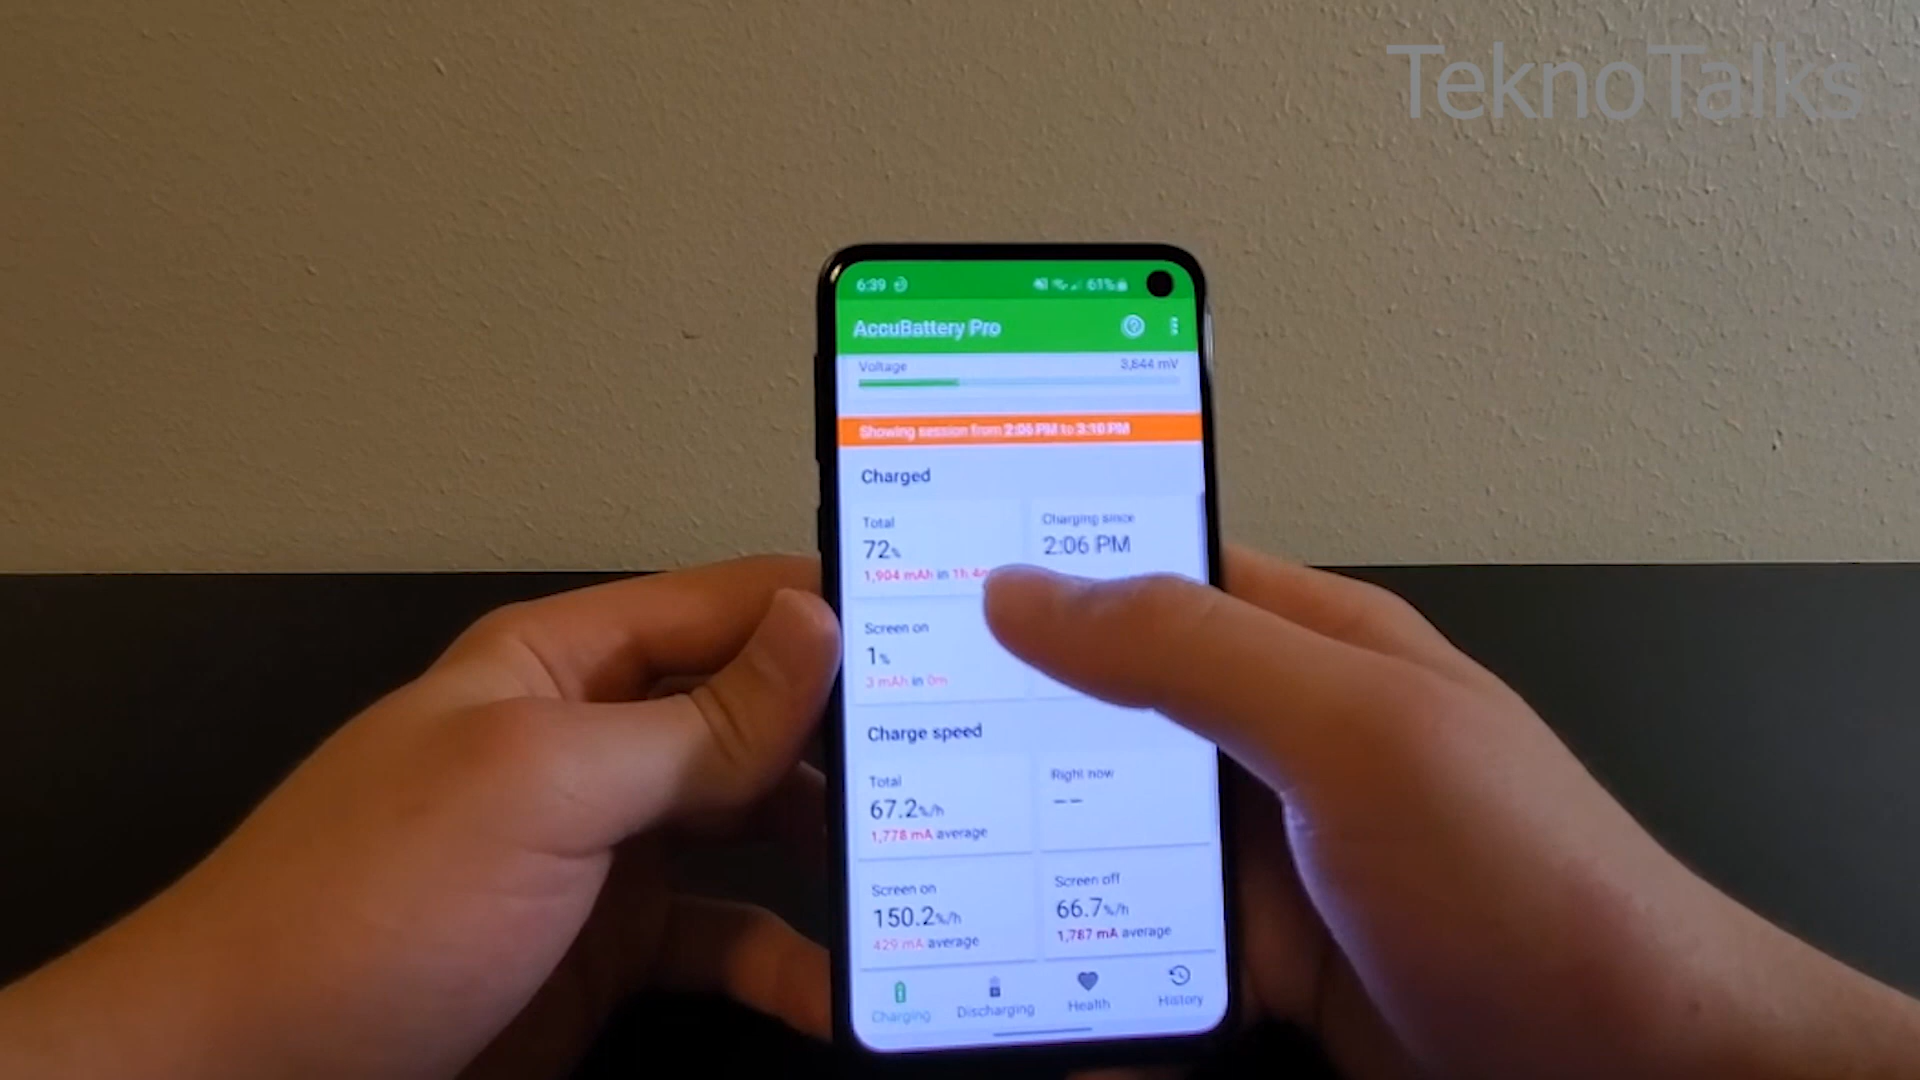 TeknoTalks
6:39
61%
AccuBattery Pro
Voltage
3,844 mV
Showing session from 2:06 PM to 3:10 PM
Charged
Total
72%
1,904 mAh in 1h
Charging since
2:06 PM
Screen on
1%
3 mAh in 0m
Charge speed
Total
67.2%/h
1,778 mA average
Right now
--
Screen on
150.2%/h
429 mA average
Screen off
66.7%/h
1,787 mA average
Charging
Discharging
Health
History